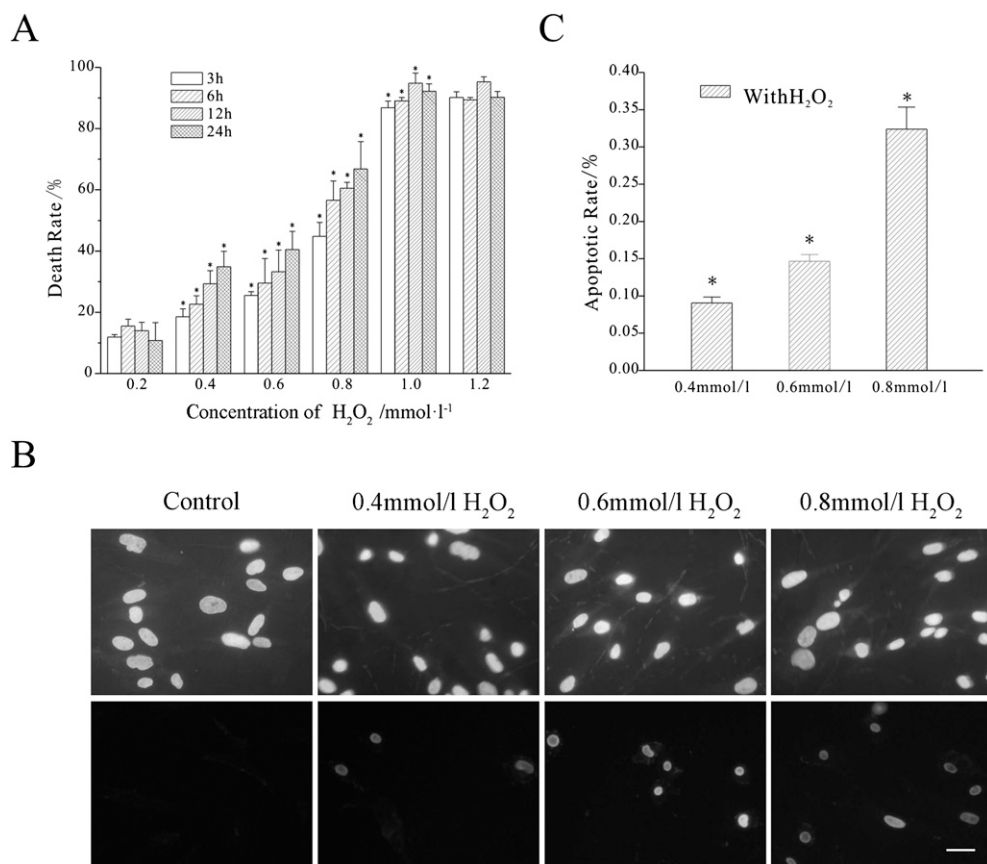 A
100
80
60
40
20
0
Death Rate/%
3h
6h
12h
24h
* * * *
* * * *
* * * *
* * * *
* * * *
0.2 0.4 0.6 0.8 1.0 1.2
Concentration of H₂O₂ /mmol·l⁻¹
C
0.40
0.35
0.30
0.25
0.20
0.15
0.10
0.05
0.00
Apoptotic Rate/%
WithH₂O₂
* * *
0.4mmol/l 0.6mmol/l 0.8mmol/l
B
Control 0.4mmol/l H₂O₂ 0.6mmol/l H₂O₂ 0.8mmol/l H₂O₂